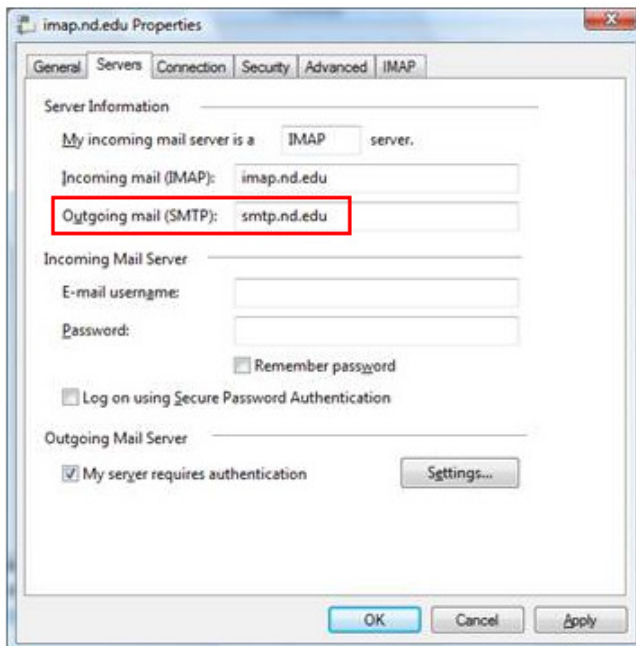 imap.nd.edu Properties
General Servers Connection Security Advanced IMAP
Server Information
My incoming mail server is a IMAP server.
Incoming mail (IMAP): imap.nd.edu
Outgoing mail (SMTP): smtp.nd.edu
Incoming Mail Server
E-mail username:
Password:
Remember password
Log on using Secure Password Authentication
Outgoing Mail Server
My server requires authentication Settings...
OK Cancel Apply